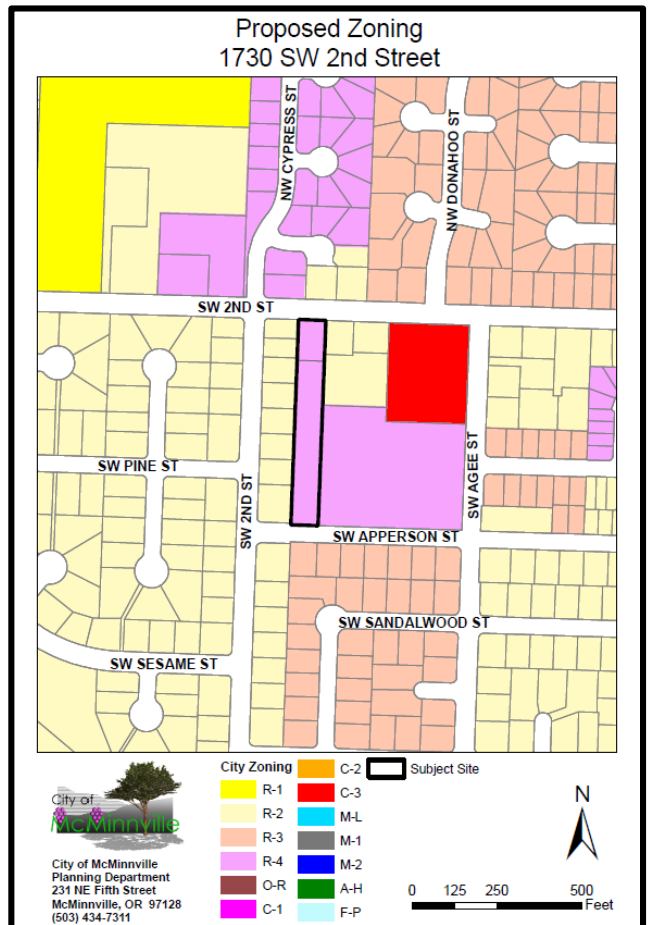 Proposed Zoning
1730 SW 2nd Street
NW CYPRESS ST
NW DONAHOO ST
SW 2ND ST
SW PINE ST
SW 2ND ST
SW AGEE ST
SW APPERSON ST
SW SANDALWOOD ST
SW SESAME ST
City of
McMinnville
City of McMinnville
Planning Department
231 NE Fifth Street
McMinnville, OR 97128
(503) 434-7311
City Zoning
R-1
R-2
R-3
R-4
O-R
C-1
C-2
C-3
M-L
M-1
M-2
A-H
F-P
Subject Site
N
0 125 250 500
Feet